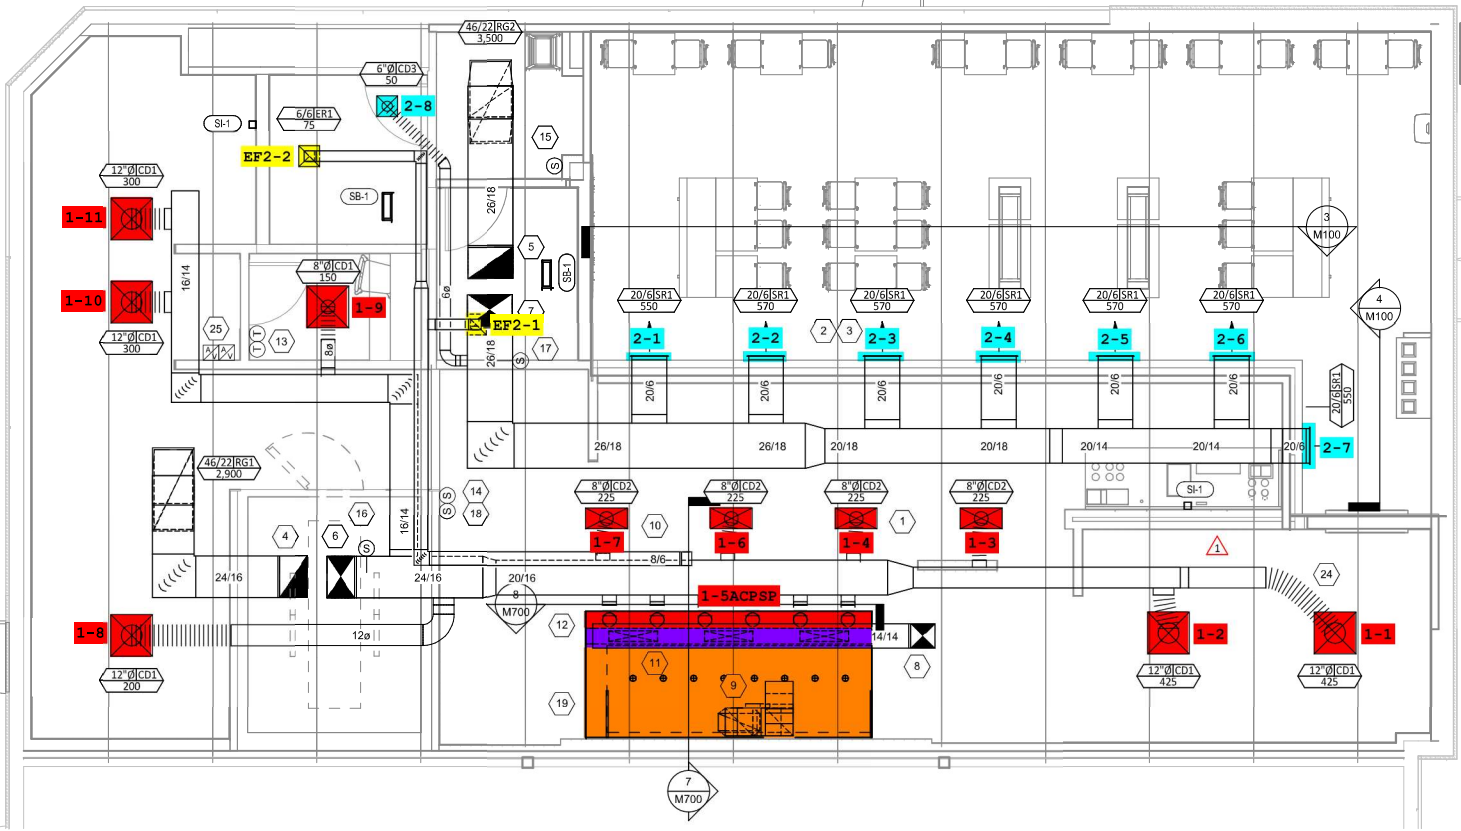 46/22 RG2
3,500
6"Ø CD3
50
2-8
6/6 ER1
75
SI-1
15
S
EF2-2
12"Ø CD1
300
SB-1
26/18
1-11
3
M100
5
16/14
8"Ø CD1
150
SB-1
6ø
20/6 SR1
550
20/6 SR1
570
20/6 SR1
570
20/6 SR1
570
20/6 SR1
570
20/6 SR1
570
4
M100
1-10
1-9
7
EF2-1
25
T
T
13
2
3
2-1
2-2
2-3
2-4
2-5
2-6
12"Ø CD1
300
A
V
A
V
8ø
26/18
17
S
20/6
20/6
20/6
20/6
20/6
20/6
20/6 SR1
550
26/18
26/18
20/18
20/18
20/14
20/14
20/6
2-7
46/22 RG1
2,900
S
S
14
18
8"Ø CD2
225
8"Ø CD2
225
8"Ø CD2
225
8"Ø CD2
225
SI-1
16
16/14
10
1
4
6
S
1-7
1-6
1-4
1-3
1
8/6
24/16
24/16
20/16
24
8
M700
1-5ACPSP
12
1-8
12ø
14/14
1-2
1-1
11
8
12"Ø CD1
200
9
12"Ø CD1
425
12"Ø CD1
425
19
7
M700